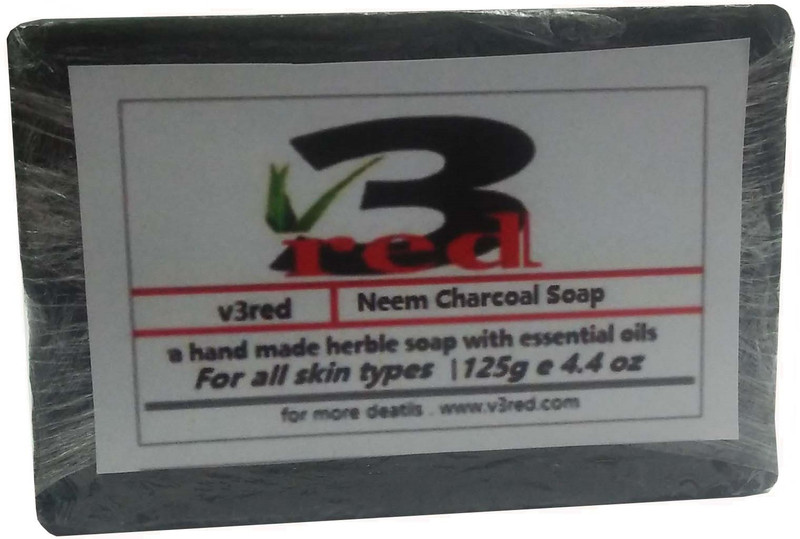 v3
red
v3red | Neem Charcoal Soap
a hand made herble soap with essential oils
For all skin types | 125g e 4.4 oz
for more deatils . www.v3red.com